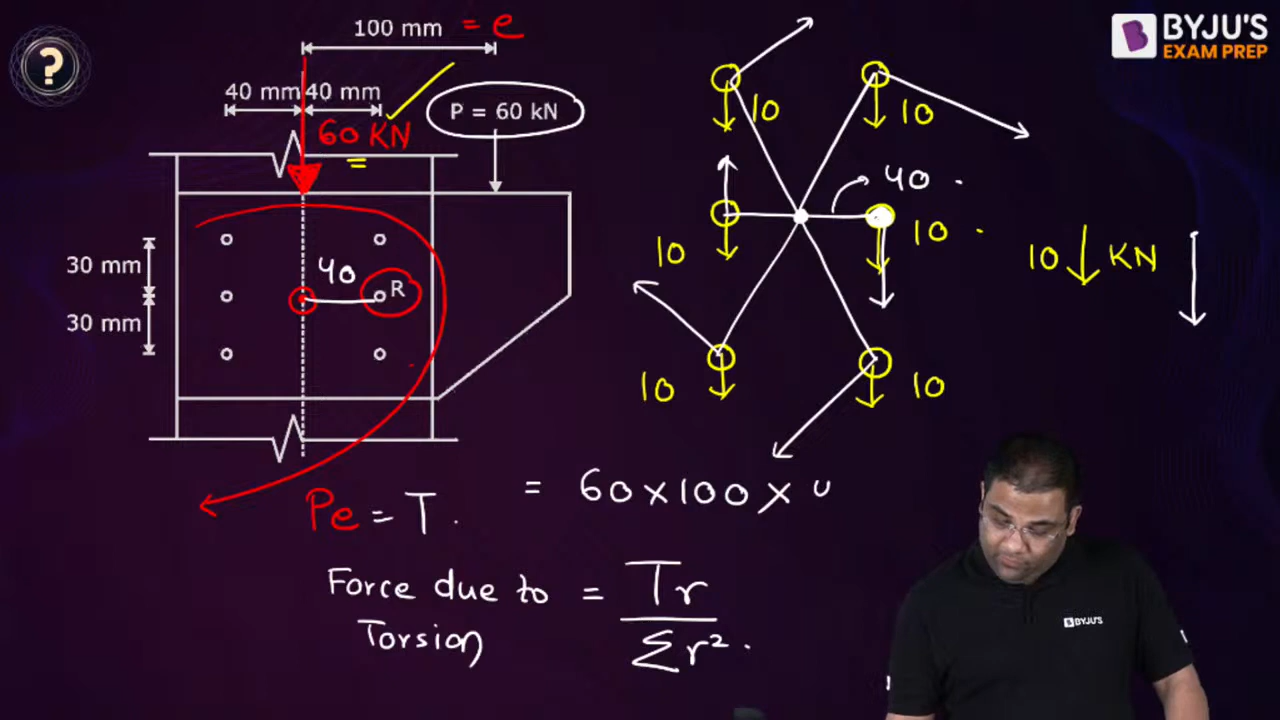 ?
100 mm = e
BYJU'S
EXAM PREP
40 mm 40 mm
P = 60 kN
60 KN
=
10
10
40
10
10
10 ↓ KN
30 mm
30 mm
40
R
10
10
Pe = T.
= 60×100×
Force due to = Tr
Torsion Σr².
BYJU'S